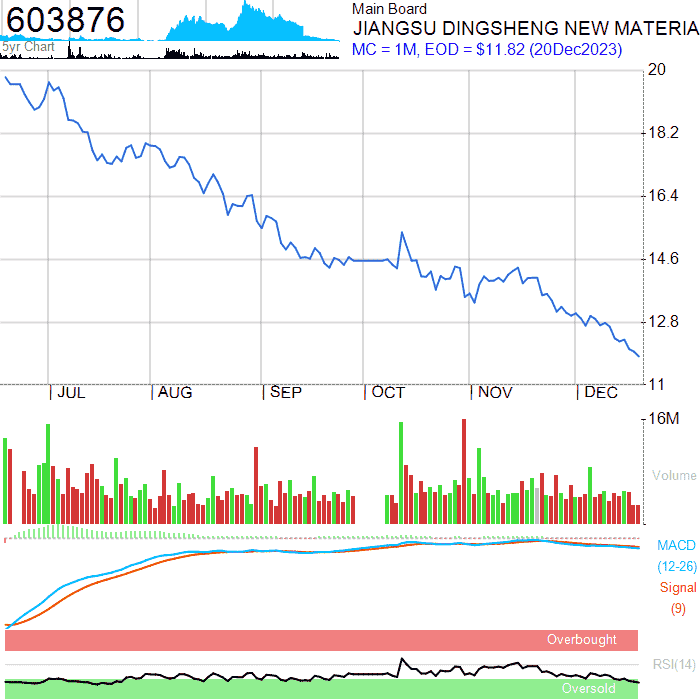 603876
5yr Chart
Main Board
JIANGSU DINGSHENG NEW MATERIA
MC = 1M, EOD = $11.82 (20Dec2023)
20
18.2
16.4
14.6
12.8
11
JUL AUG SEP OCT NOV DEC
16M
Volume
MACD
(12-26)
Signal
(9)
Overbought
RSI(14)
Oversold